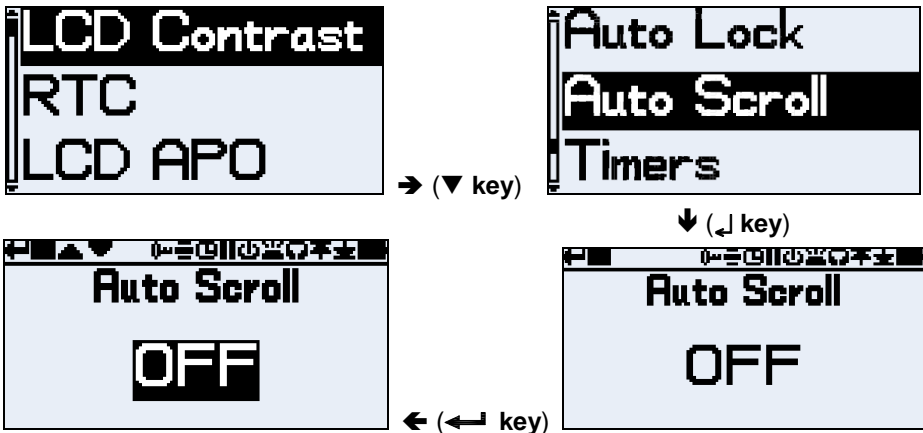 LCD Contrast
RTC
LCD APO
➔ (▼ key)
Auto Lock
Auto Scroll
Timers
🡻 (↵ key)
Auto Scroll
OFF
🡸 (⟵ key)
Auto Scroll
OFF